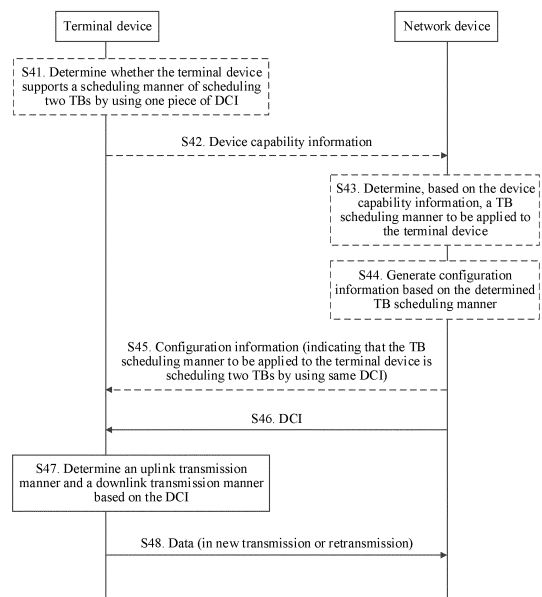 Terminal device
Network device
S41. Determine whether the terminal device
supports a scheduling manner of scheduling
two TBs by using one piece of DCI
S42. Device capability information
S43. Determine, based on the device
capability information, a TB
scheduling manner to be applied to
the terminal device
S44. Generate configuration
information based on the determined
TB scheduling manner
S45. Configuration information (indicating that the TB
scheduling manner to be applied to the terminal device is
scheduling two TBs by using same DCI)
S46. DCI
S47. Determine an uplink transmission
manner and a downlink transmission manner
based on the DCI
S48. Data (in new transmission or retransmission)